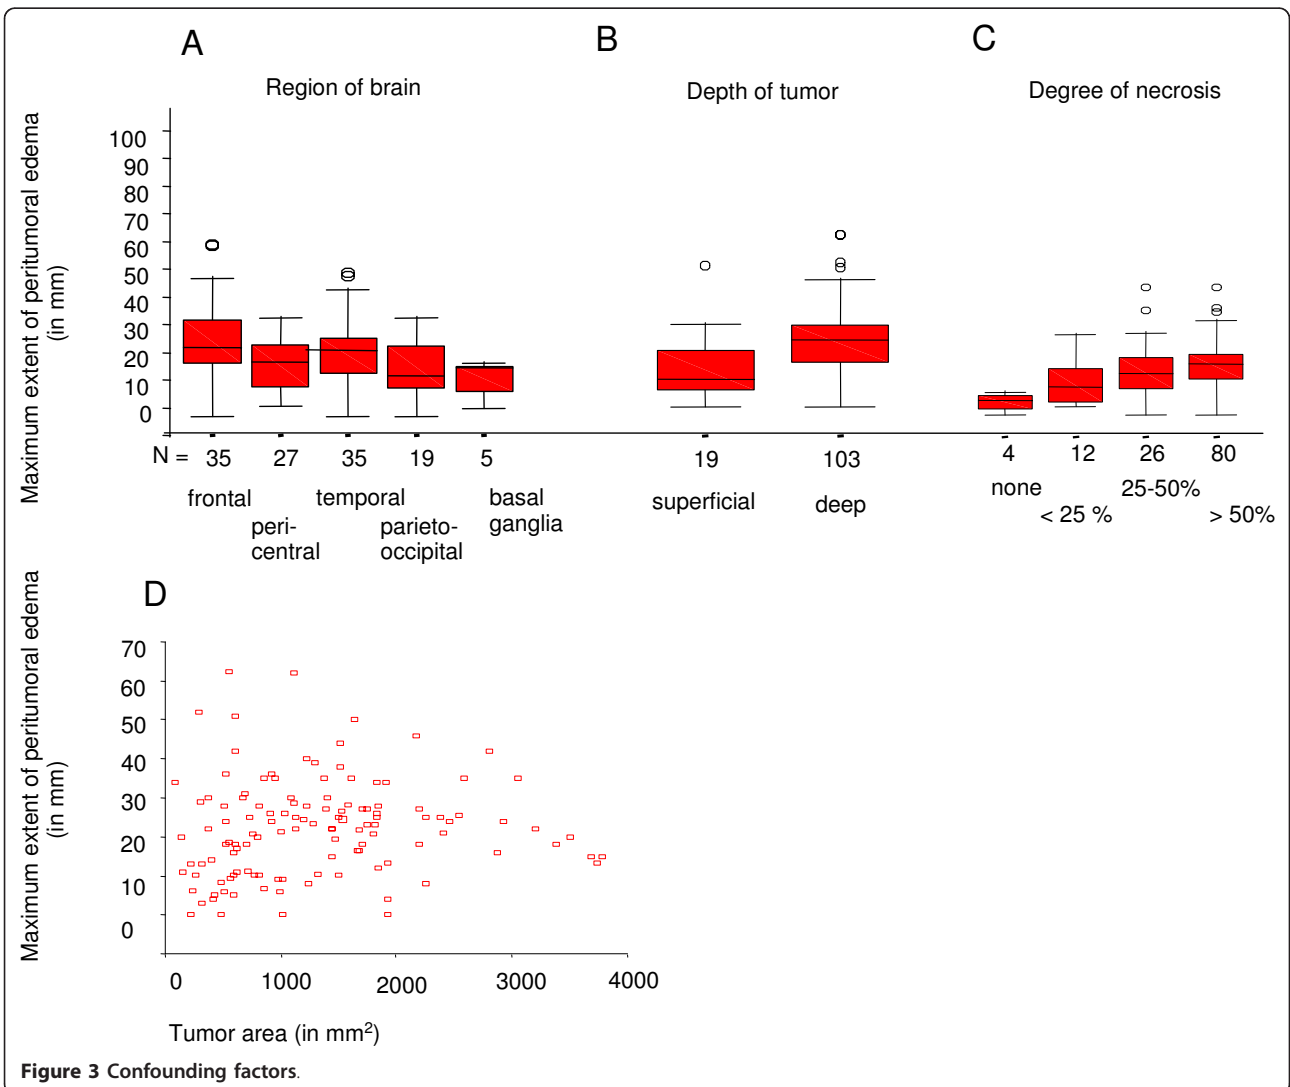 A
B
C
Region of brain
Depth of tumor
Degree of necrosis
Maximum extent of peritumoral edema
(in mm)
100
90
80
70
60
50
40
30
20
10
0
N = 35 27 35 19 5
19 103
4 12 26 80
frontal
peri-
central
temporal
parieto-
occipital
basal
ganglia
superficial
deep
none
< 25 %
25-50%
> 50%
D
Maximum extent of peritumoral edema
(in mm)
70
60
50
40
30
20
10
0
0 1000 2000 3000 4000
Tumor area (in mm²)
Figure 3 Confounding factors.